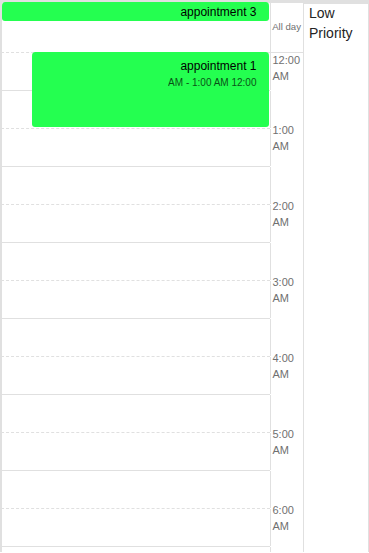 appointment 3
All day
Low
Priority
12:00
AM
appointment 1
AM - 1:00 AM 12:00
1:00
AM
2:00
AM
3:00
AM
4:00
AM
5:00
AM
6:00
AM